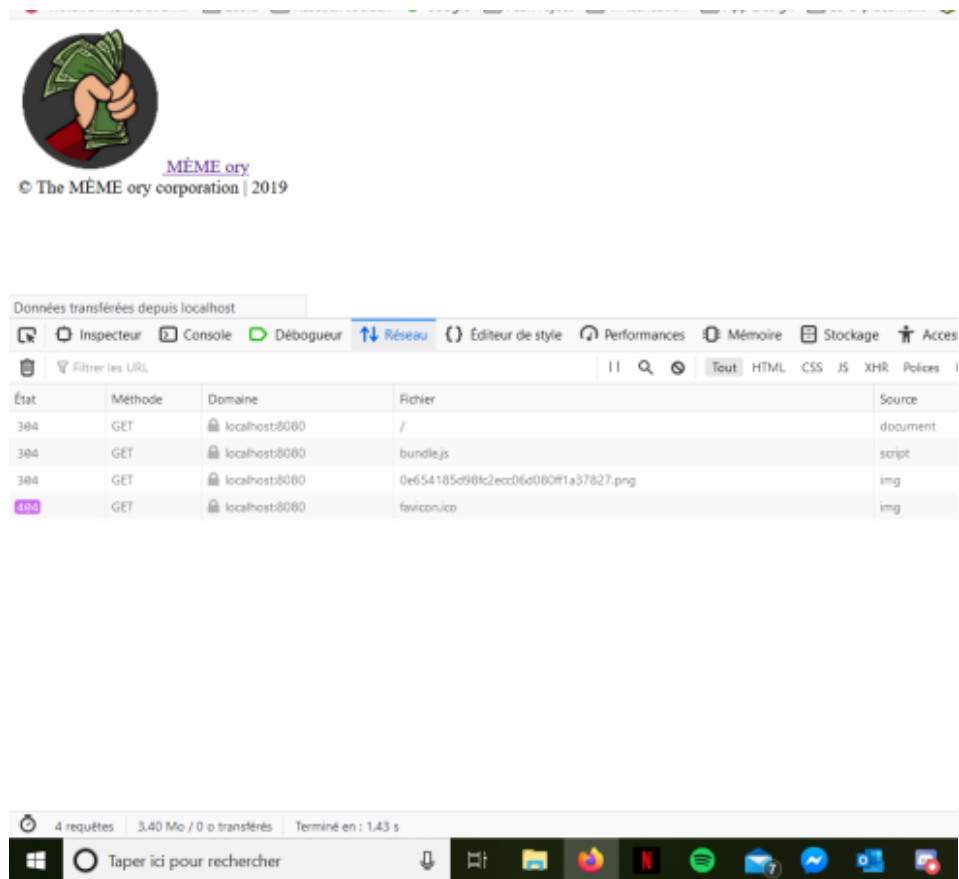 MÈME ory
© The MÈME ory corporation | 2019
Données transférées depuis localhost
Inspecteur Console Débogueur Réseau Éditeur de style Performances Mémoire Stockage Acces
Filtrer les URL Tout HTML CSS JS XHR Polices
État Méthode Domaine Fichier Source
304 GET localhost:8080 / document
304 GET localhost:8080 bundle.js script
304 GET localhost:8080 0e654185d98fc2ecc06d080ff1a37827.png img
404 GET localhost:8080 favicon.ico img
4 requêtes 3,40 Mo / 0 o transférés Terminé en : 1,43 s
Taper ici pour rechercher N 7